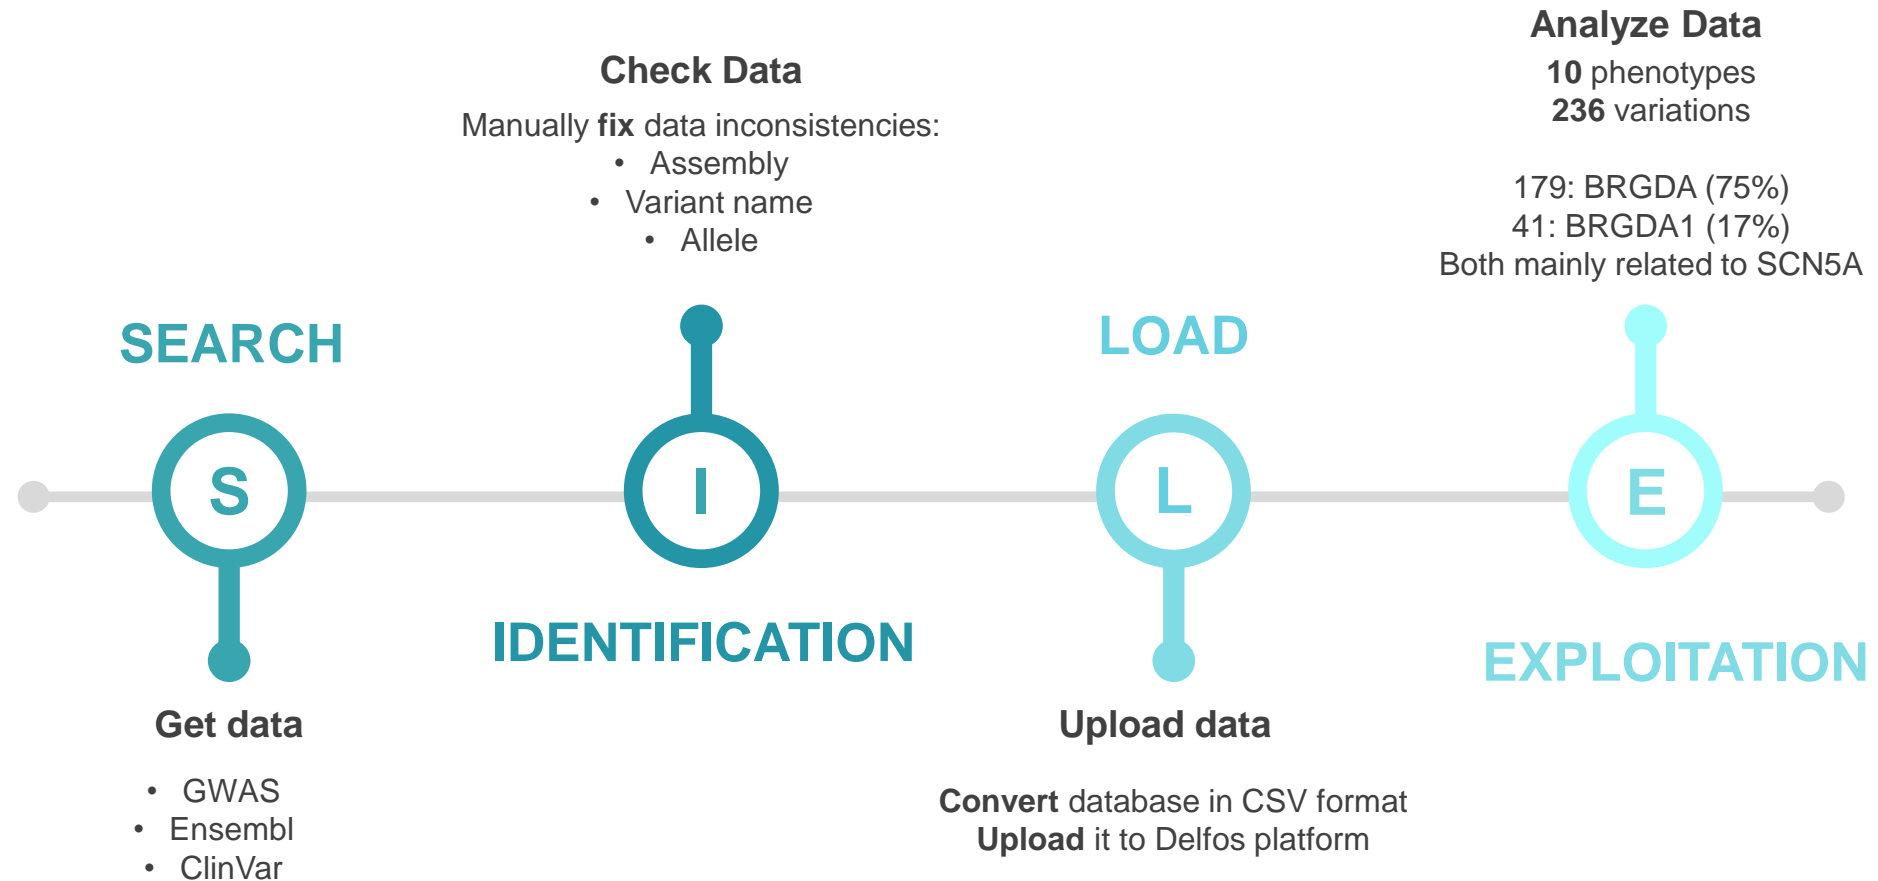 SEARCH
S
Get data
• GWAS
• Ensembl
• ClinVar
Check Data
Manually fix data inconsistencies:
• Assembly
• Variant name
• Allele
I
IDENTIFICATION
LOAD
L
Upload data
Convert database in CSV format
Upload it to Delfos platform
Analyze Data
10 phenotypes
236 variations
179: BRGDA (75%)
41: BRGDA1 (17%)
Both mainly related to SCN5A
E
EXPLOITATION